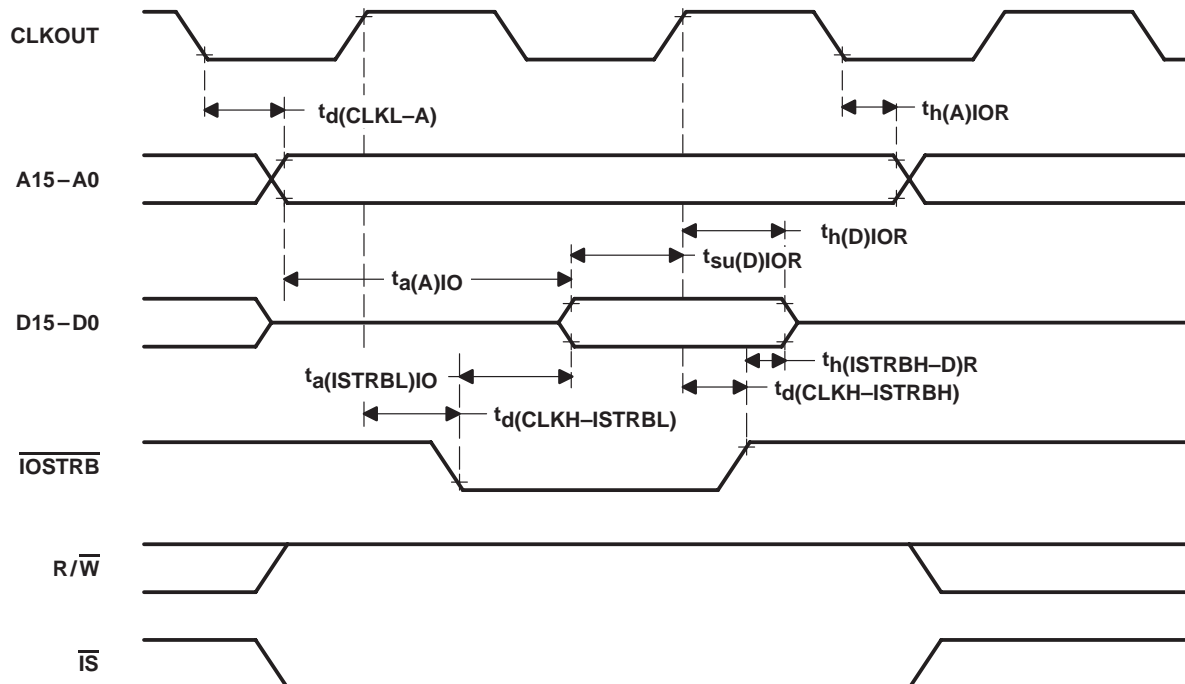 CLKOUT
td(CLKL–A)
th(A)IOR
A15–A0
th(D)IOR
tsu(D)IOR
ta(A)IO
D15–D0
th(ISTRBH–D)R
ta(ISTRBL)IO
td(CLKH–ISTRBH)
td(CLKH–ISTRBL)
IOSTRB
R/W
IS